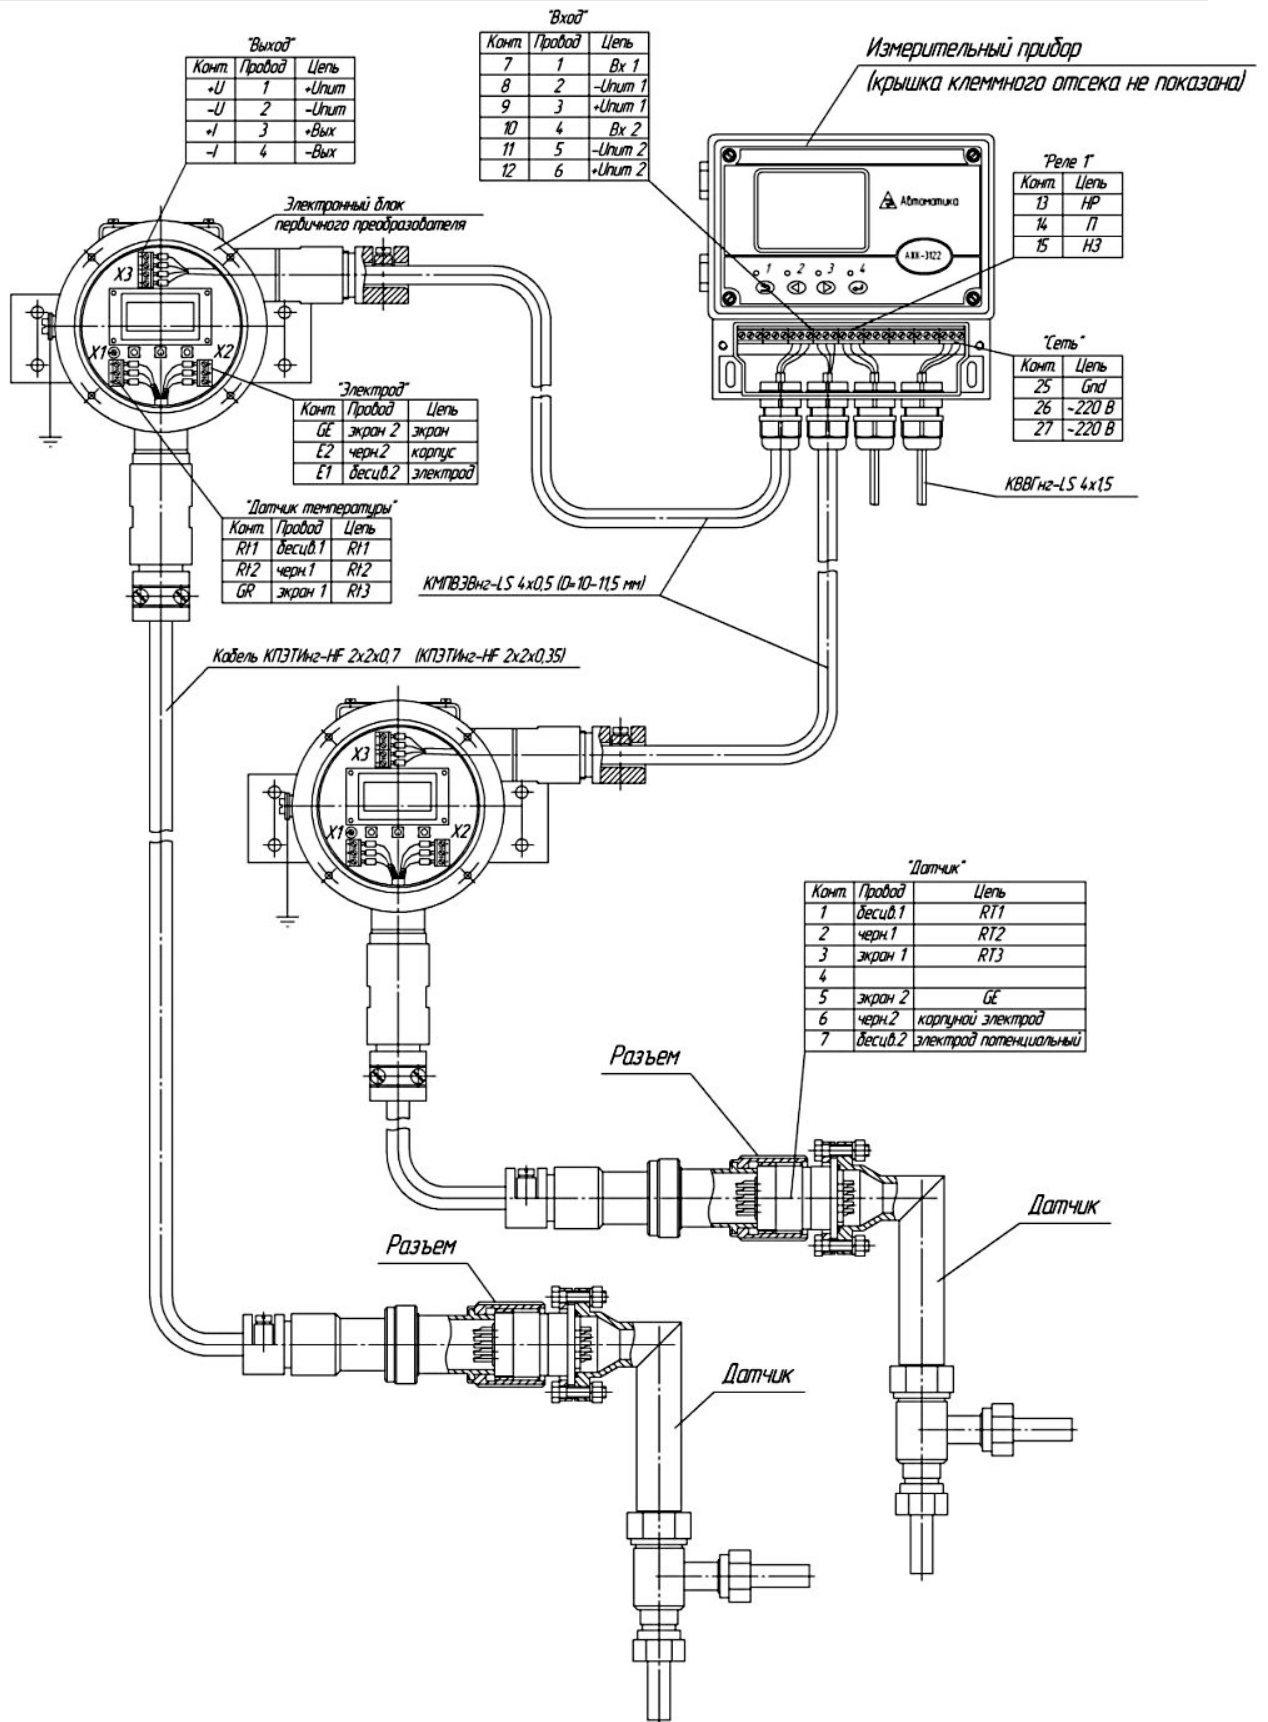 "Выход"
Конт. Провод Цепь
+U 1 +Uпит
-U 2 -Uпит
+I 3 +Вых
-I 4 -Вых
"Вход"
Конт. Провод Цепь
7 1 Вх 1
8 2 -Uпит 1
9 3 +Uпит 1
10 4 Вх 2
11 5 -Uпит 2
12 6 +Uпит 2
Измерительный прибор
(крышка клеммного отсека не показана)
Автоматика
АЖК-3122
1 2 3 4
"Реле 1"
Конт. Цепь
13 НР
14 П
15 НЗ
"Сеть"
Конт. Цепь
25 Gnd
26 ~220 В
27 ~220 В
Электронный блок
первичного преобразователя
X3
X1 X2
"Электрод"
Конт. Провод Цепь
GE экран 2 экран
E2 черн.2 корпус
E1 бесцв.2 электрод
"Датчик температуры"
Конт. Провод Цепь
Rt1 бесцв.1 Rt1
Rt2 черн.1 Rt2
GR экран 1 Rt3
КВВГнг-LS 4х1,5
КМПВЭВнг-LS 4х0,5 (D=10-11,5 мм)
Кабель КПЭТИнг-HF 2х2х0,7 (КПЭТИнг-HF 2х2х0,35)
X3
X1 X2
"Датчик"
Конт. Провод Цепь
1 бесцв.1 RT1
2 черн.1 RT2
3 экран 1 RT3
4
5 экран 2 GE
6 черн.2 корпуной электрод
7 бесцв.2 электрод потенциальный
Разъем
Датчик
Разъем
Датчик